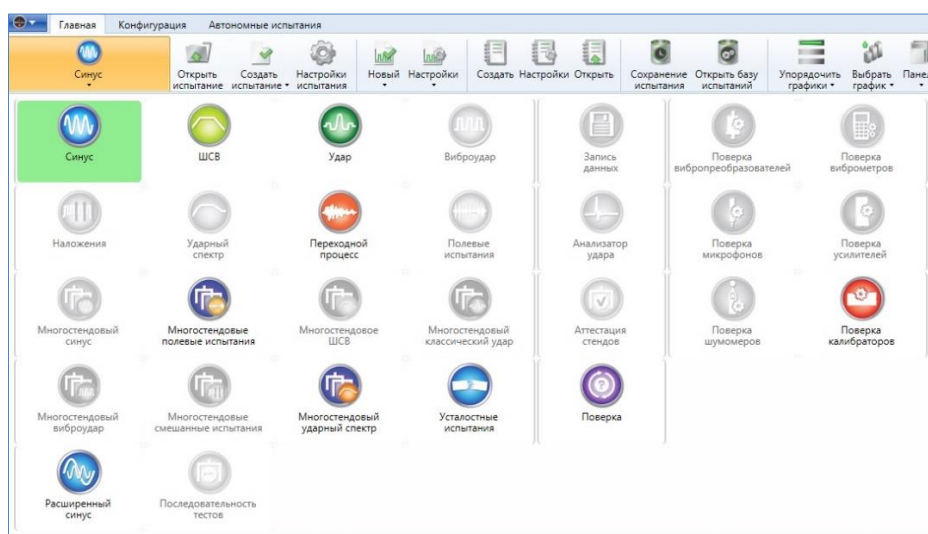 Главная Конфигурация Автономные испытания
Синус
Открыть испытание
Создать испытание
Настройки испытания
Новый
Настройки
Создать
Настройки
Открыть
Сохранение испытания
Открыть базу испытаний
Упорядочить графики
Выбрать график
Синус
ШСВ
Удар
Виброудар
Запись
данных
Поверка
вибропреобразователей
Поверка
виброметров
Наложения
Ударный
спектр
Переходной
процесс
Полевые
испытания
Анализатор
удара
Поверка
микрофонов
Поверка
усилителей
Многостендовый
синус
Многостендовые
полевые испытания
Многостендовое
ШСВ
Многостендовый
классический удар
Аттестация
стендов
Поверка
шумомеров
Поверка
калибраторов
Многостендовый
виброудар
Многостендовые
смешанные испытания
Многостендовый
ударный спектр
Усталостные
испытания
Поверка
Расширенный
синус
Последовательность
тестов